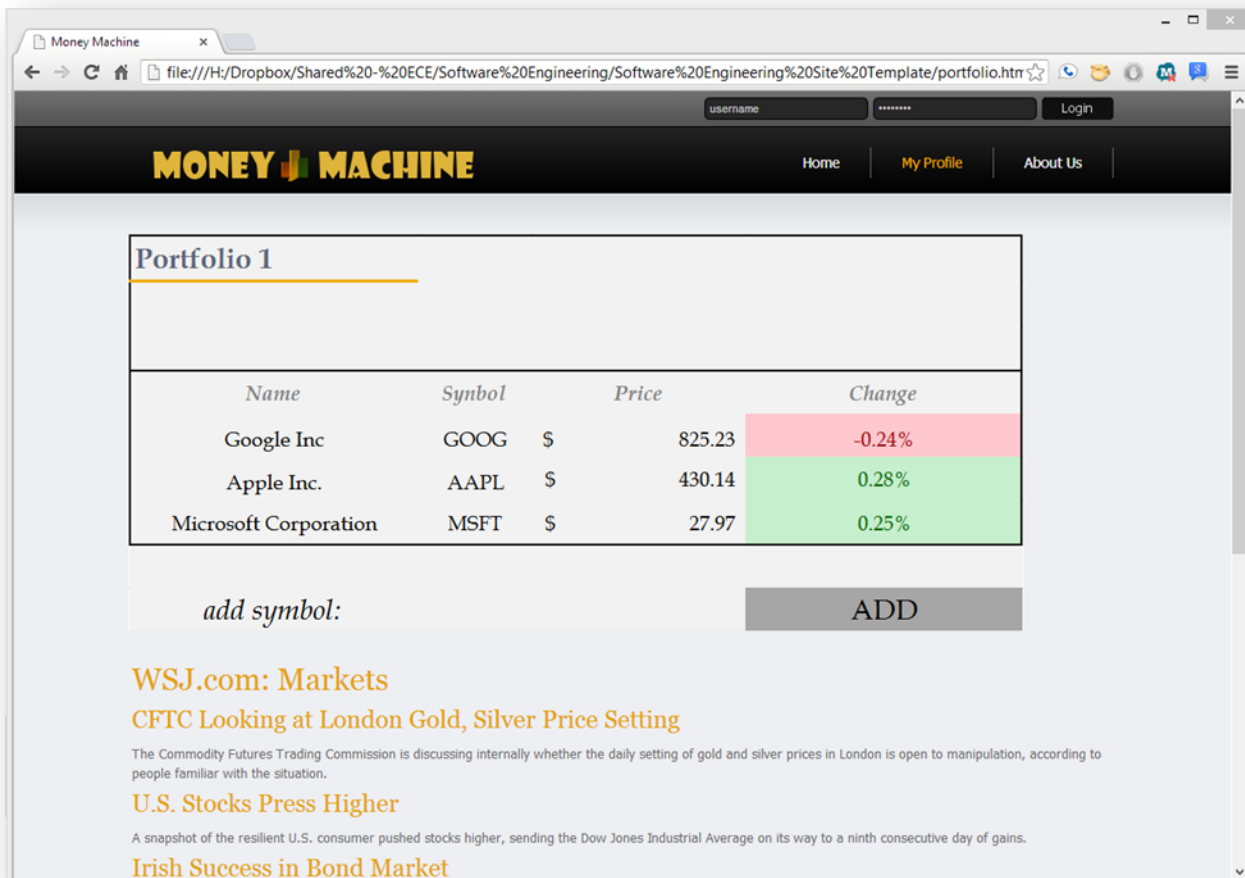 Money Machine
file:///H:/Dropbox/Shared%20-%20ECE/Software%20Engineering/Software%20Engineering%20Site%20Template/portfolio.htm
username
•••••••• Login
MONEY MACHINE
Home My Profile About Us
Portfolio 1
Name Synbol Price Change
Google Inc GOOG $ 825.23 -0.24%
Apple Inc. AAPL $ 430.14 0.28%
Microsoft Corporation MSFT $ 27.97 0.25%
add symbol: ADD
WSJ.com: Markets
CFTC Looking at London Gold, Silver Price Setting
The Commodity Futures Trading Commission is discussing internally whether the daily setting of gold and silver prices in London is open to manipulation, according to
people familiar with the situation.
U.S. Stocks Press Higher
A snapshot of the resilient U.S. consumer pushed stocks higher, sending the Dow Jones Industrial Average on its way to a ninth consecutive day of gains.
Irish Success in Bond Market